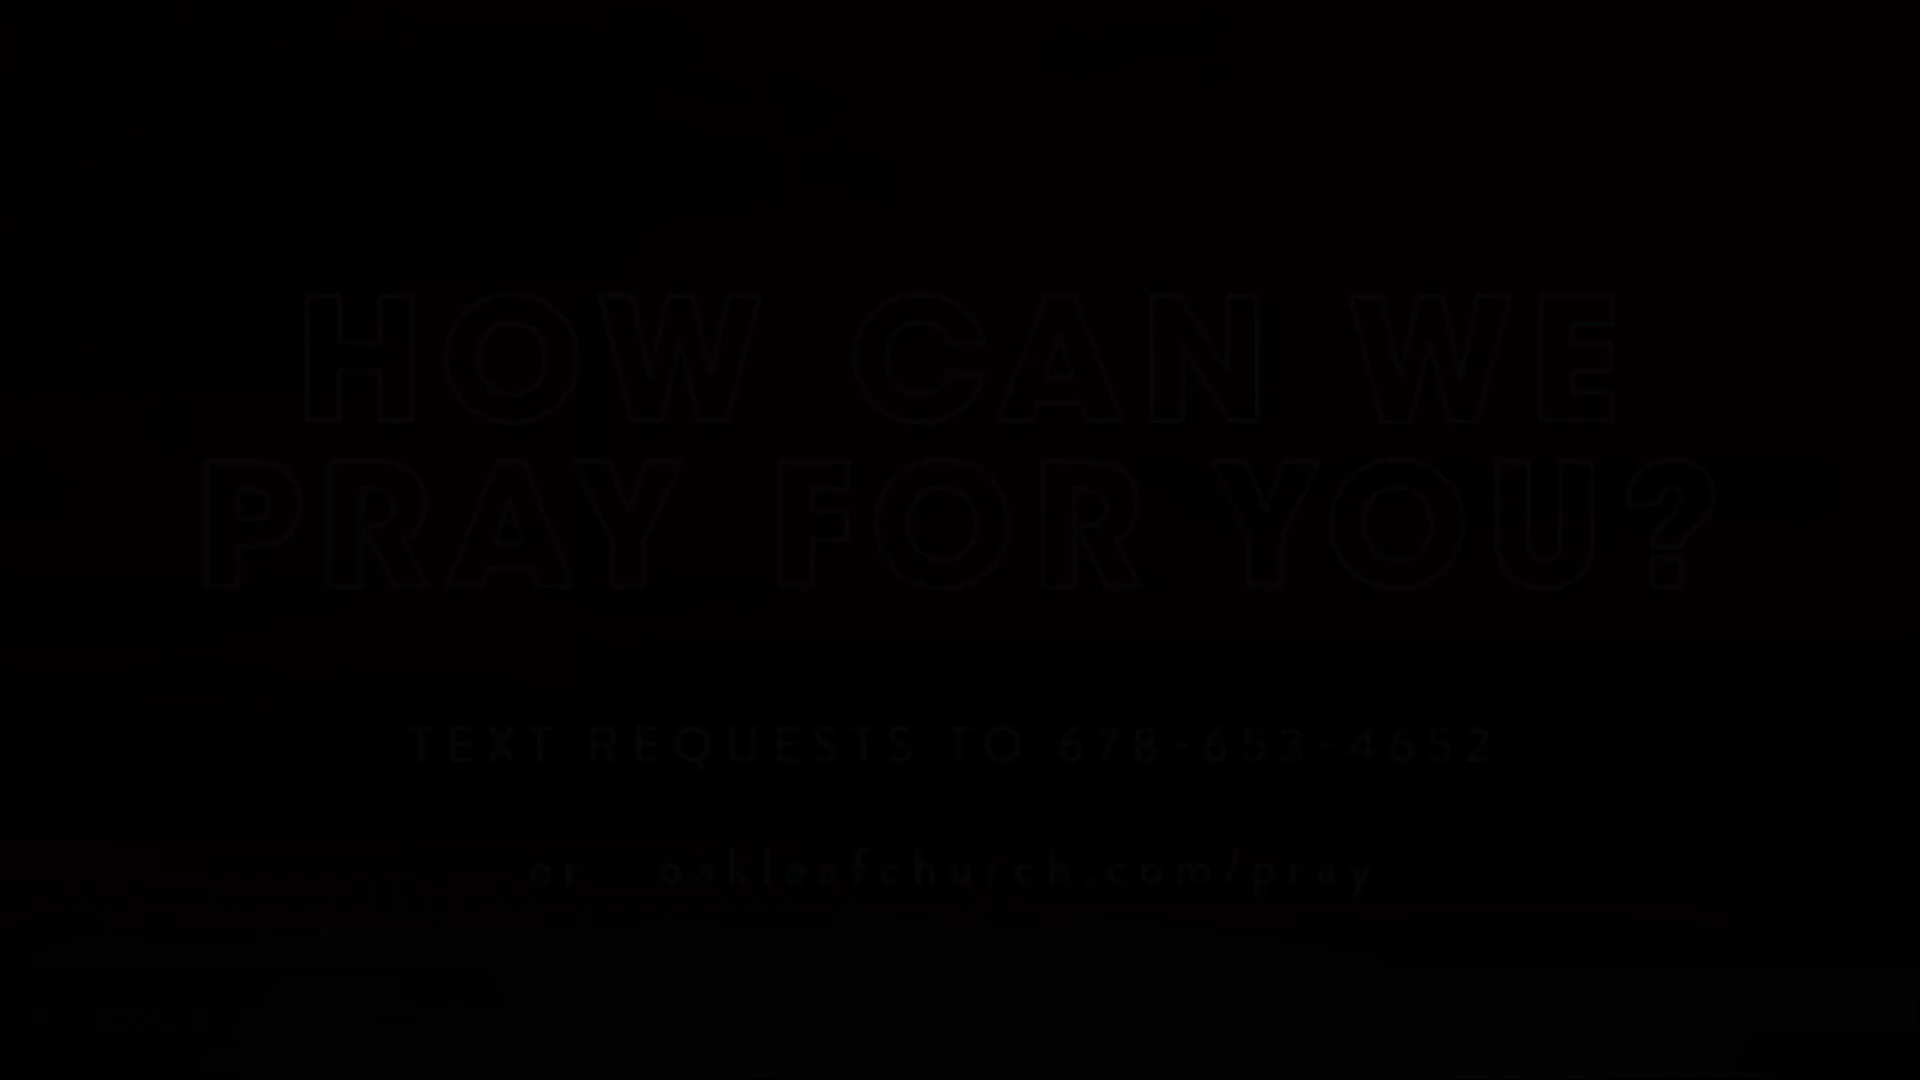 HOW CAN WE
PRAY FOR YOU?
TEXT REQUESTS TO 678-653-4652
or oakleafchurch.com/pray